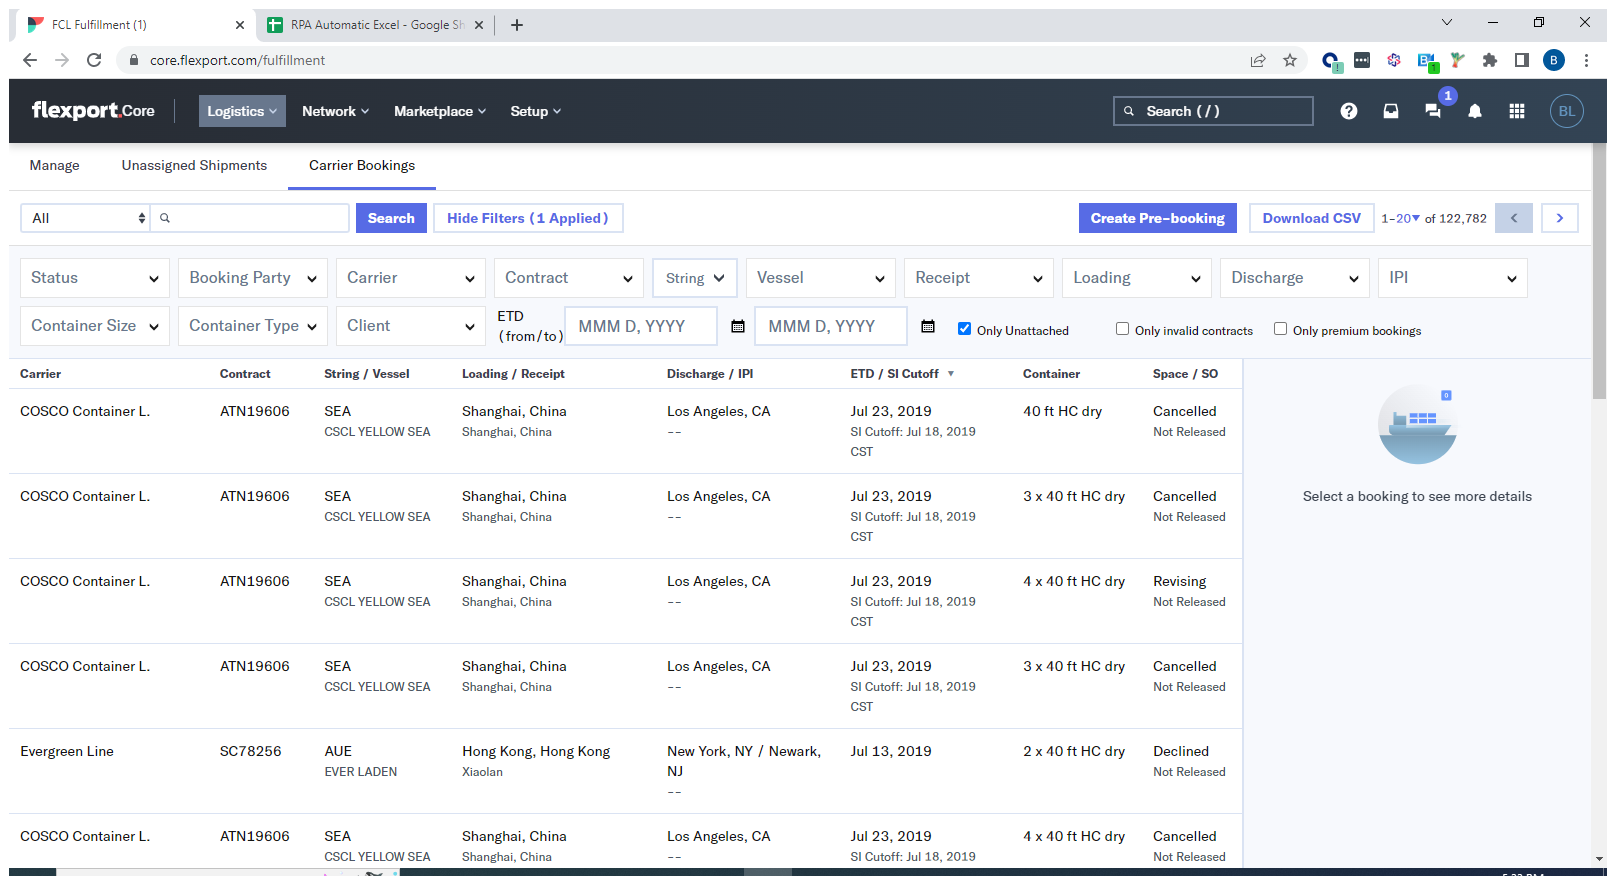 FCL Fulfillment (1)
RPA Automatic Excel - Google Sh
core.flexport.com/fulfillment
B
flexport.Core
Logistics
Network
Marketplace
Setup
Search (/)
1
BL
Manage
Unassigned Shipments
Carrier Bookings
All
Search
Hide Filters (1 Applied)
Create Pre-booking
Download CSV
1-20▾ of 122,782
Status
Booking Party
Carrier
Contract
String
Vessel
Receipt
Loading
Discharge
IPI
Container Size
Container Type
Client
ETD
(from/to)
MMM D, YYYY
MMM D, YYYY
Only Unattached
Only invalid contracts
Only premium bookings
Carrier Contract String / Vessel Loading / Receipt Discharge / IPI ETD / SI Cutoff ▾ Container Space / SO
COSCO Container L. ATN19606 SEA Shanghai, China Los Angeles, CA Jul 23, 2019 40 ft HC dry Cancelled
CSCL YELLOW SEA Shanghai, China -- SI Cutoff: Jul 18, 2019 Not Released
CST
COSCO Container L. ATN19606 SEA Shanghai, China Los Angeles, CA Jul 23, 2019 3 x 40 ft HC dry Cancelled
CSCL YELLOW SEA Shanghai, China -- SI Cutoff: Jul 18, 2019 Not Released
CST
COSCO Container L. ATN19606 SEA Shanghai, China Los Angeles, CA Jul 23, 2019 4 x 40 ft HC dry Revising
CSCL YELLOW SEA Shanghai, China -- SI Cutoff: Jul 18, 2019 Not Released
CST
COSCO Container L. ATN19606 SEA Shanghai, China Los Angeles, CA Jul 23, 2019 3 x 40 ft HC dry Cancelled
CSCL YELLOW SEA Shanghai, China -- SI Cutoff: Jul 18, 2019 Not Released
CST
Evergreen Line SC78256 AUE Hong Kong, Hong Kong New York, NY / Newark, Jul 13, 2019 2 x 40 ft HC dry Declined
EVER LADEN Xiaolan NJ Not Released
--
COSCO Container L. ATN19606 SEA Shanghai, China Los Angeles, CA Jul 23, 2019 4 x 40 ft HC dry Cancelled
CSCL YELLOW SEA Shanghai, China -- SI Cutoff: Jul 18, 2019 Not Released
0
Select a booking to see more details